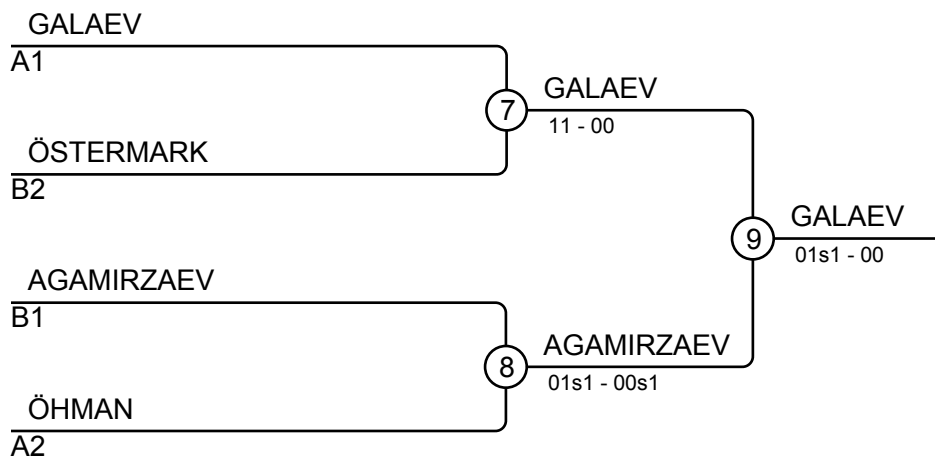 GALAEV
A1
7
GALAEV
11 - 00
ÖSTERMARK
B2
9
GALAEV
01s1 - 00
AGAMIRZAEV
B1
8
AGAMIRZAEV
01s1 - 00s1
ÖHMAN
A2